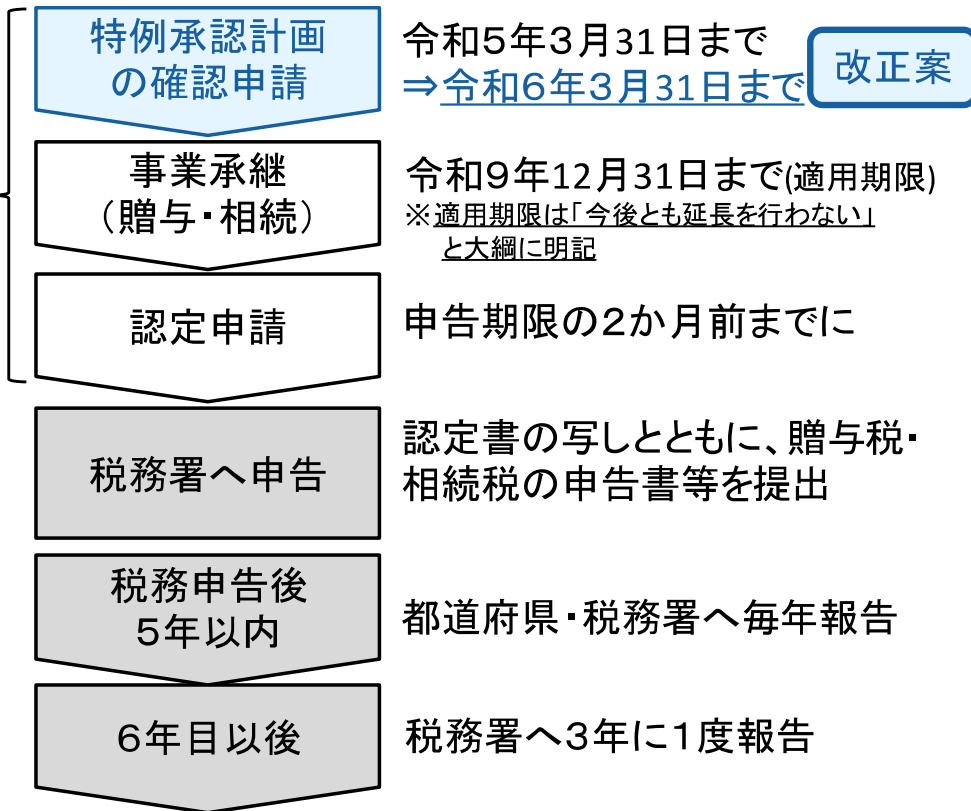 特例承認計画
の確認申請
令和5年3月31日まで
⇒令和6年3月31日まで
改正案
事業承継
(贈与・相続)
令和9年12月31日まで(適用期限)
※適用期限は「今後とも延長を行わない」
と大綱に明記
認定申請
申告期限の2か月前までに
税務署へ申告
認定書の写しとともに、贈与税・
相続税の申告書等を提出
税務申告後
5年以内
都道府県・税務署へ毎年報告
6年目以後
税務署へ3年に1度報告